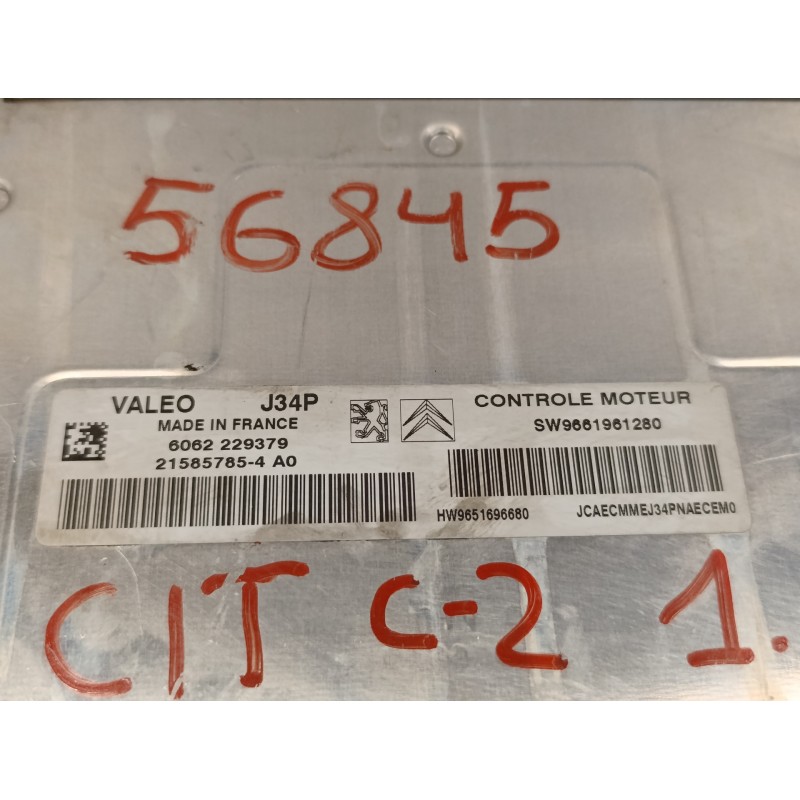 56845
VALEO J34P
MADE IN FRANCE
6062 229379
21585785-4 A0
CONTROLE MOTEUR
SW9661961280
HW9651696680
JCAECMMEJ34PNAECEM0
CIT C-2 1.